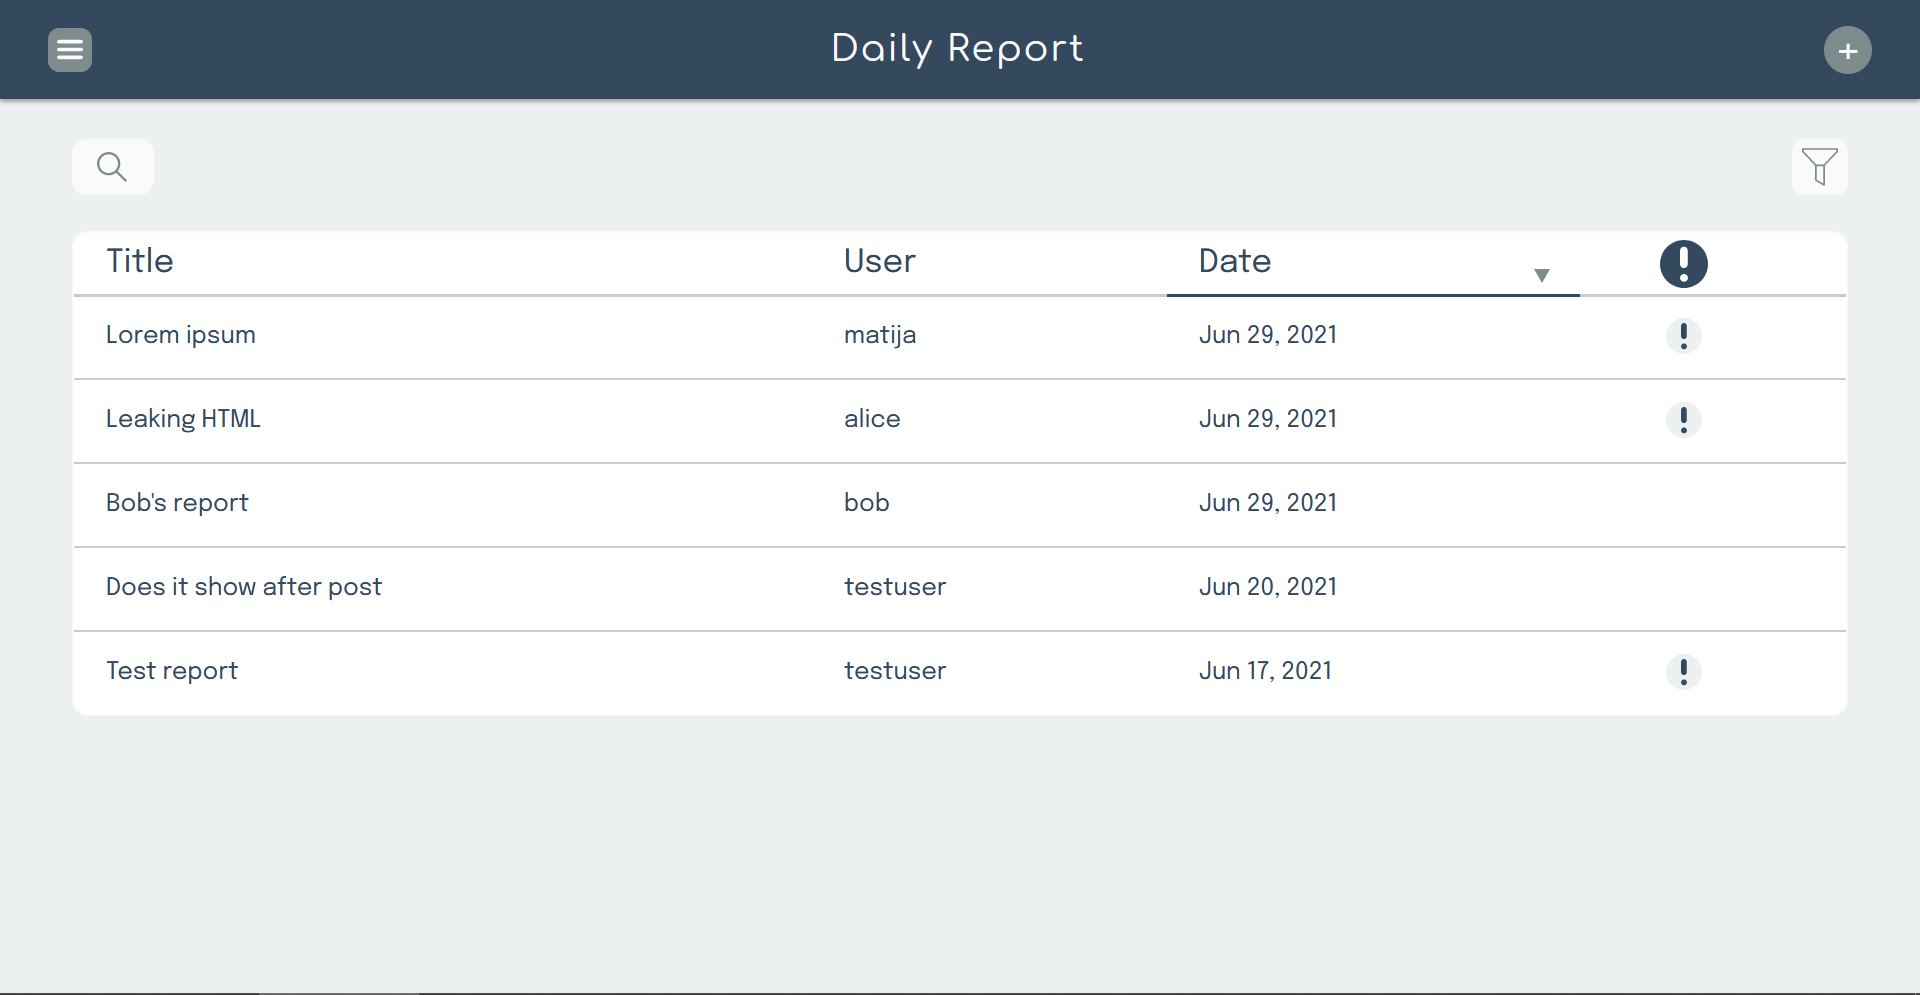 Daily Report
Title User Date
Lorem ipsum matija Jun 29, 2021
Leaking HTML alice Jun 29, 2021
Bob's report bob Jun 29, 2021
Does it show after post testuser Jun 20, 2021
Test report testuser Jun 17, 2021